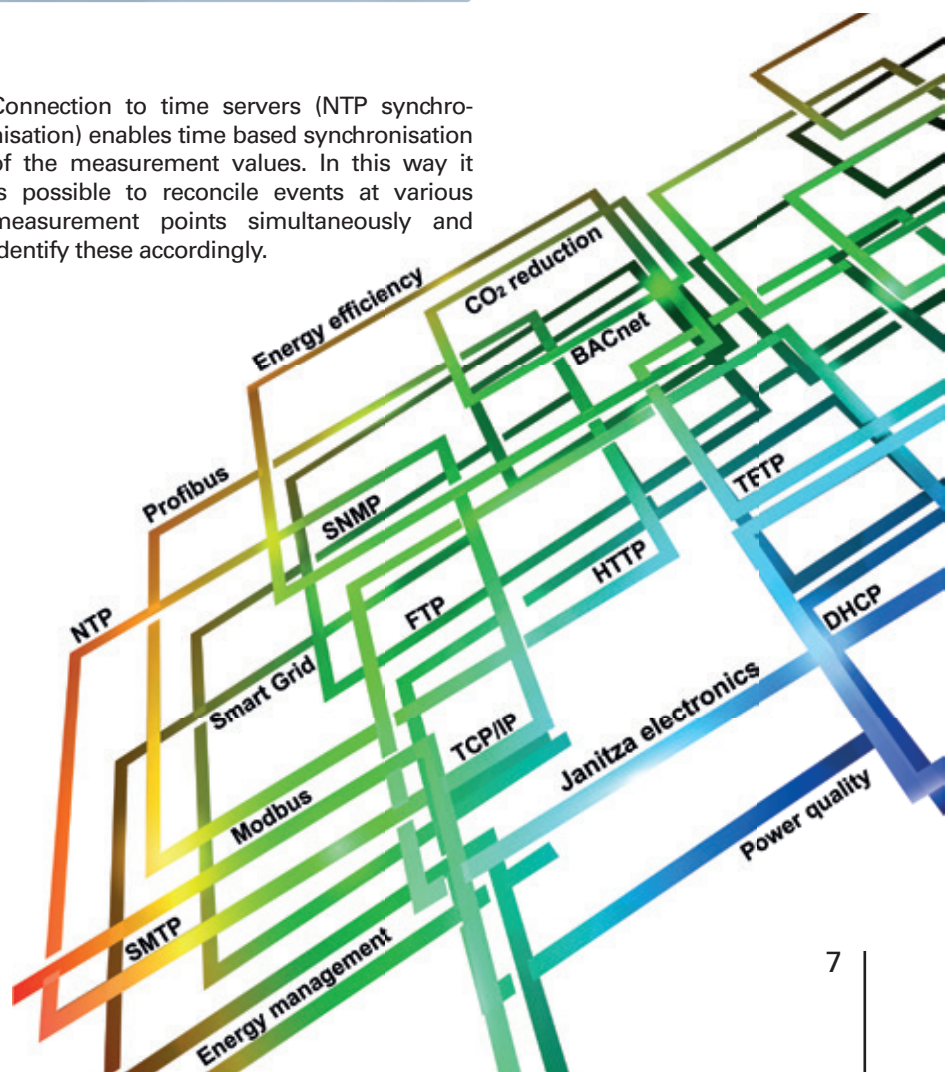 Connection to time servers (NTP synchro-
nisation) enables time based synchronisation
of the measurement values. In this way it
is possible to reconcile events at various
measurement points simultaneously and
identify these accordingly.
CO₂ reduction
Energy efficiency
BACnet
Profibus
SNMP
TFTP
HTTP
NTP
FTP
DHCP
Smart Grid
TCP/IP
Janitza electronics
Modbus
Power quality
SMTP
Energy management
7